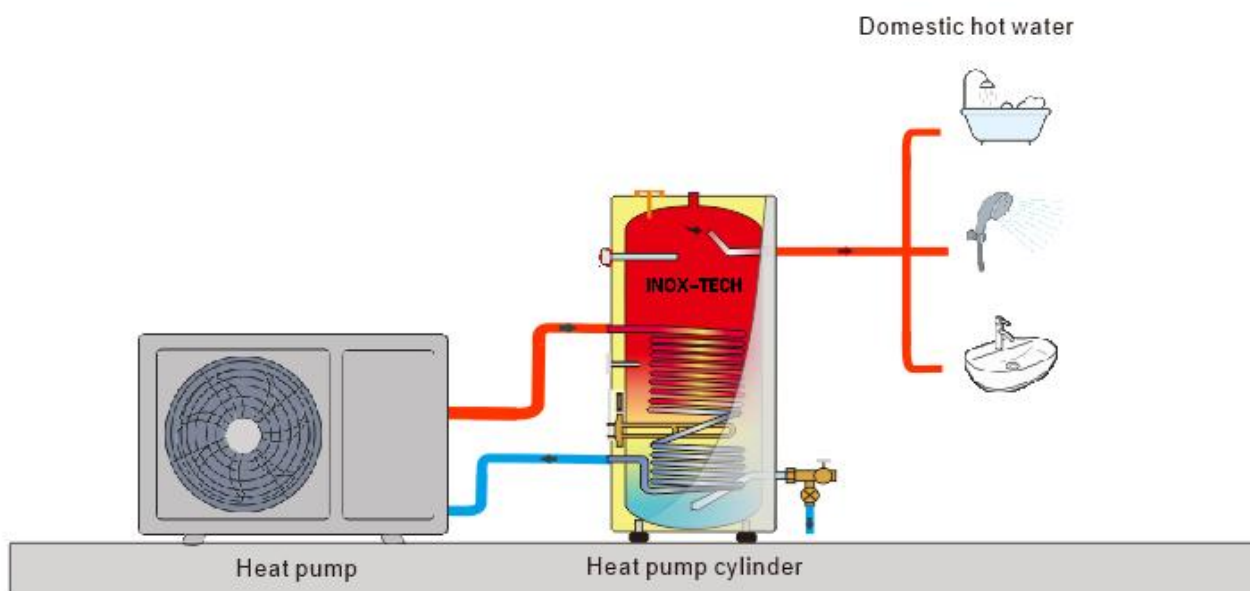 Domestic hot water
INOX-TECH
Heat pump
Heat pump cylinder